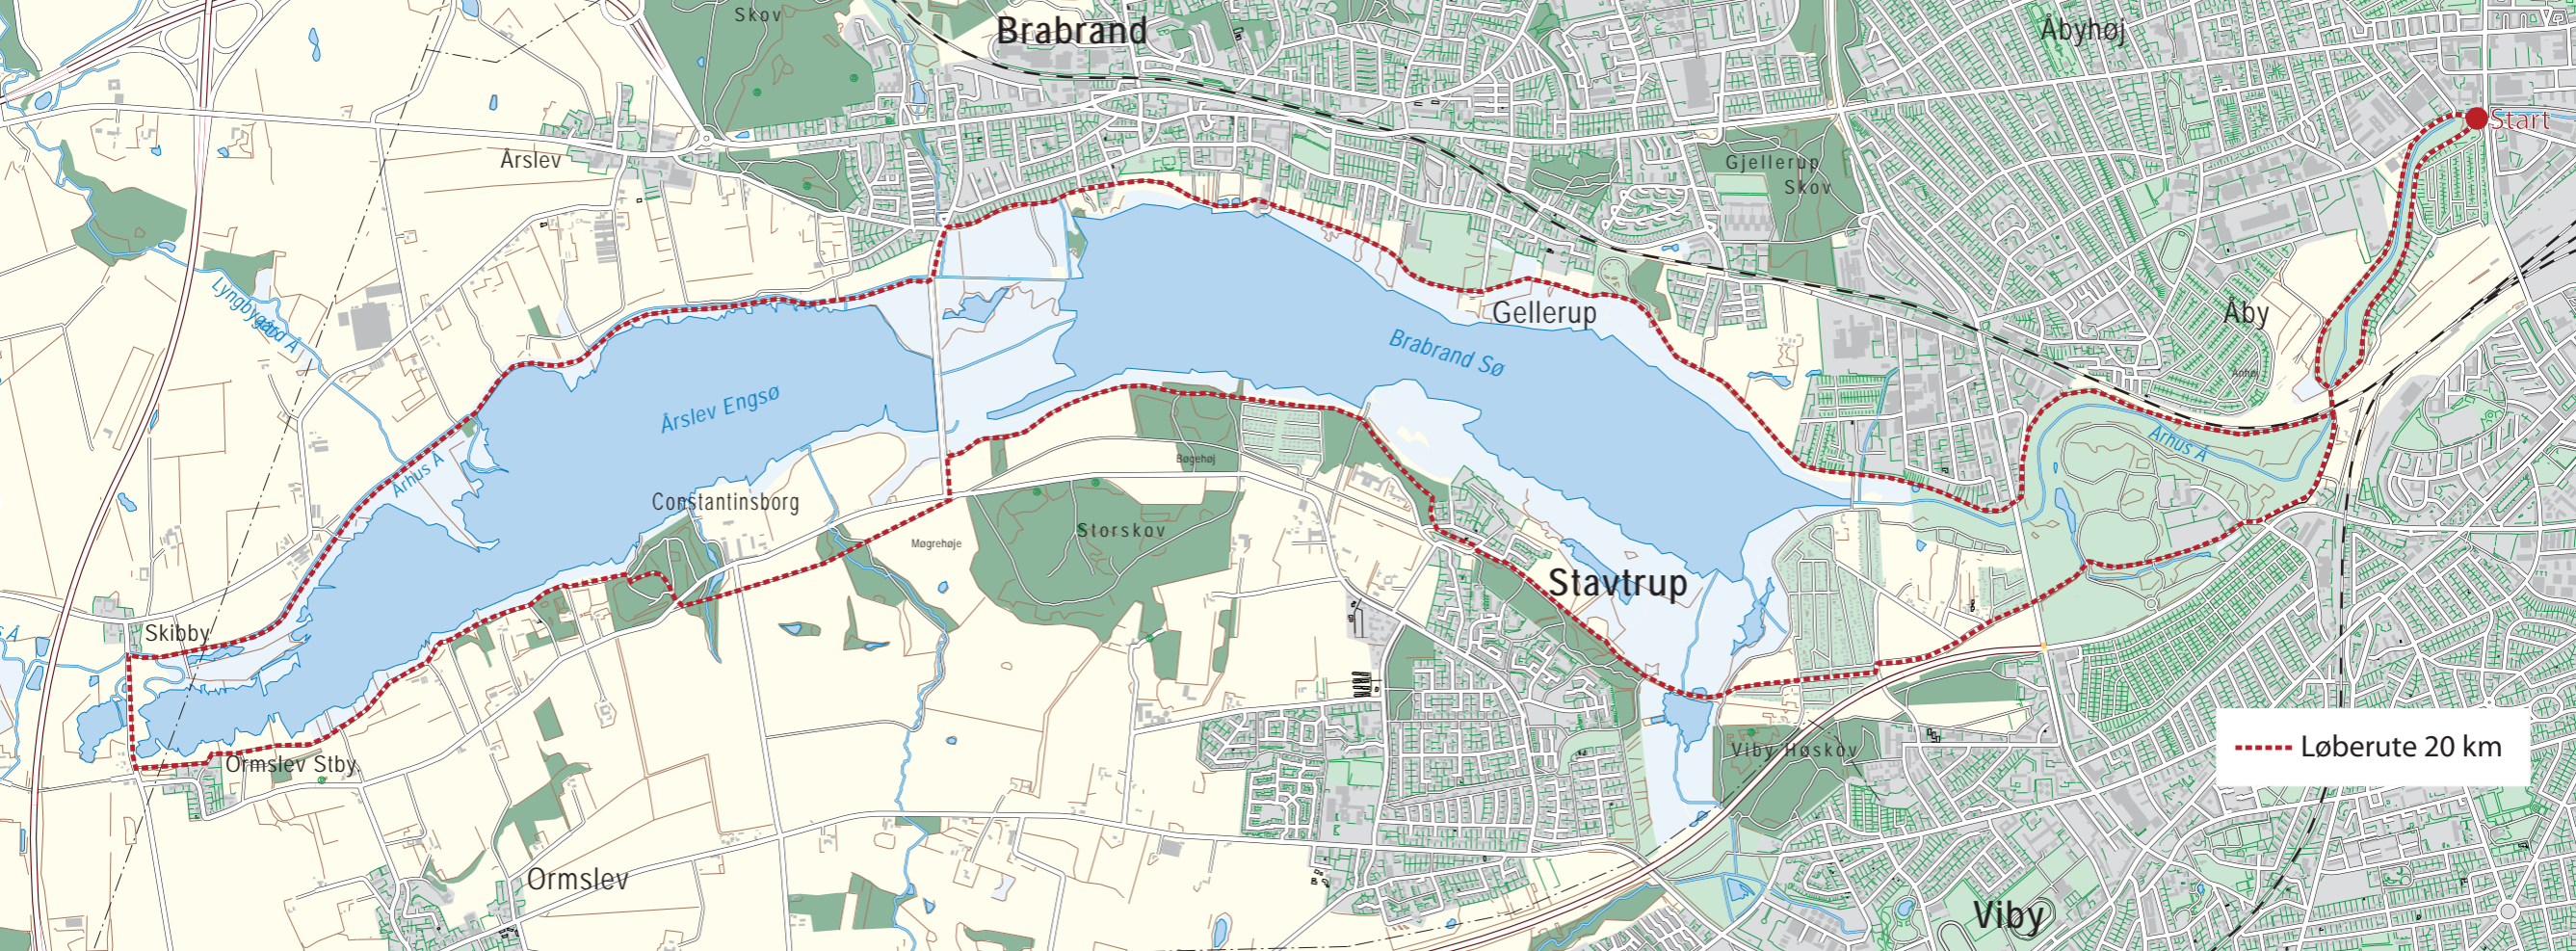 Skov
Brabrand
Åbyhøj
Start
Årslev
Gjellerup
Skov
Lyngbygård Å
Gellerup
Åby
Brabrand Sø
Årslev Engsø
Århus Å
Århus Å
Bøgehøj
Constantinsborg
Storskov
Møgrehøje
Stavtrup
Skibby
Ormslev Stby.
Viby Høskov
Løberute 20 km
Ormslev
Viby